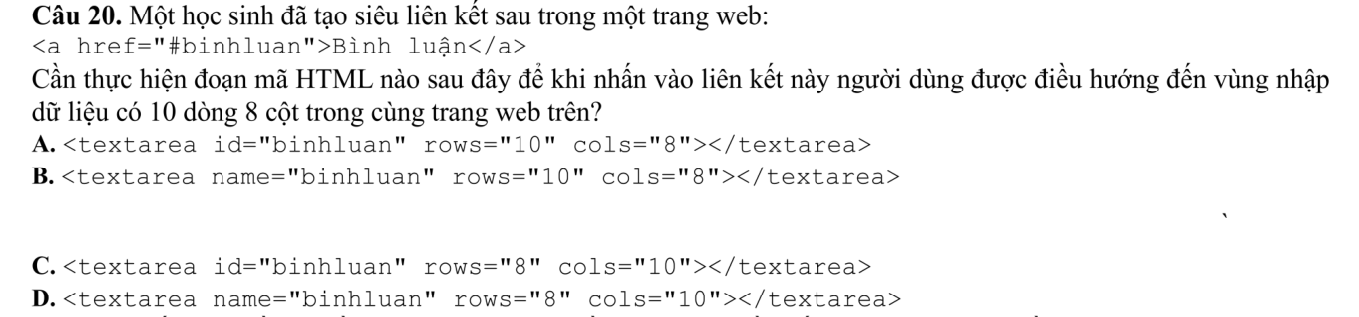 Câu 20. Một học sinh đã tạo siêu liên kết sau trong một trang web:
<a href="#binhluan">Bình luận</a>
Cần thực hiện đoạn mã HTML nào sau đây để khi nhấn vào liên kết này người dùng được điều hướng đến vùng nhập
dữ liệu có 10 dòng 8 cột trong cùng trang web trên?
A. <textarea id="binhluan" rows="10" cols="8"></textarea>
B. <textarea name="binhluan" rows="10" cols="8"></textarea>
C. <textarea id="binhluan" rows="8" cols="10"></textarea>
D. <textarea name="binhluan" rows="8" cols="10"></textarea>